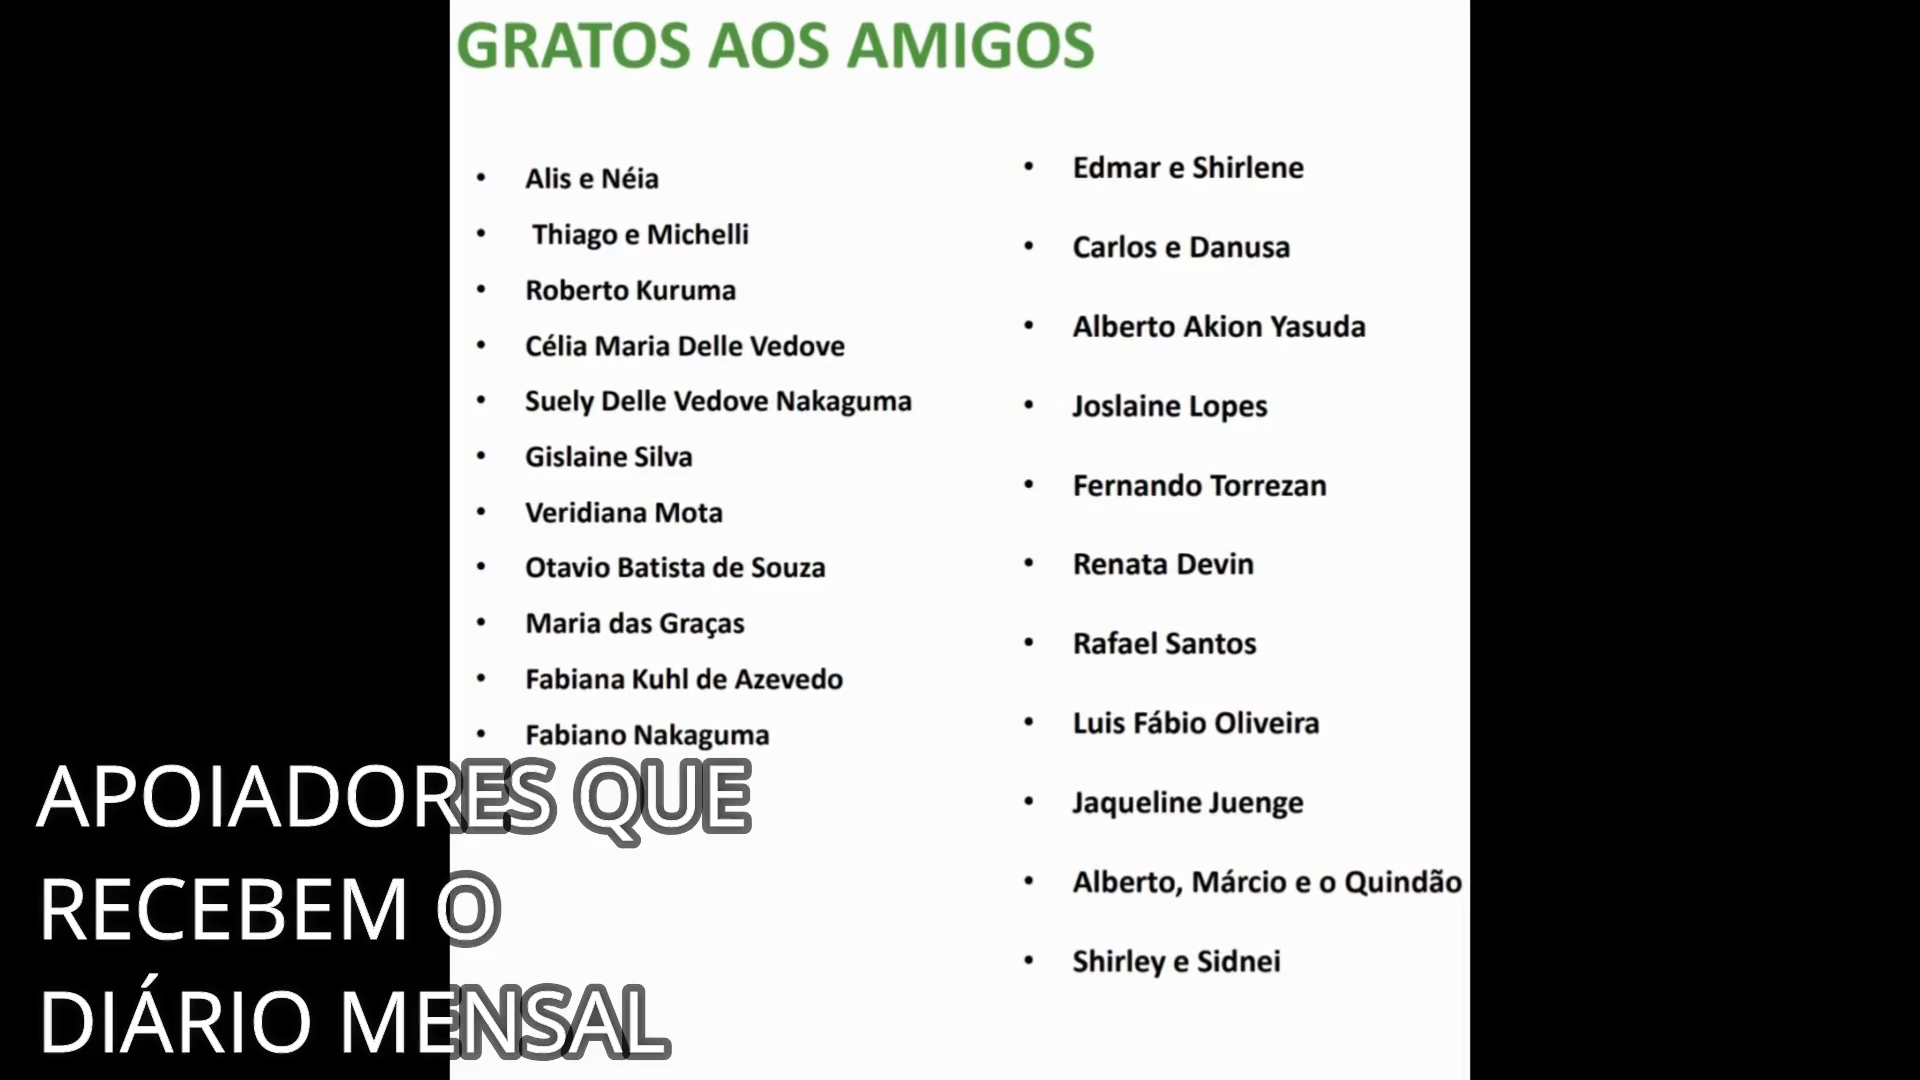 GRATOS AOS AMIGOS
• Alis e Néia
• Thiago e Michelli
• Roberto Kuruma
• Célia Maria Delle Vedove
• Suely Delle Vedove Nakaguma
• Gislaine Silva
• Veridiana Mota
• Otavio Batista de Souza
• Maria das Graças
• Fabiana Kuhl de Azevedo
• Fabiano Nakaguma
• Edmar e Shirlene
• Carlos e Danusa
• Alberto Akion Yasuda
• Joslaine Lopes
• Fernando Torrezan
• Renata Devin
• Rafael Santos
• Luis Fábio Oliveira
• Jaqueline Juenge
• Alberto, Márcio e o Quindão
• Shirley e Sidnei
APOIADORES QUE
RECEBEM O
DIÁRIO MENSAL